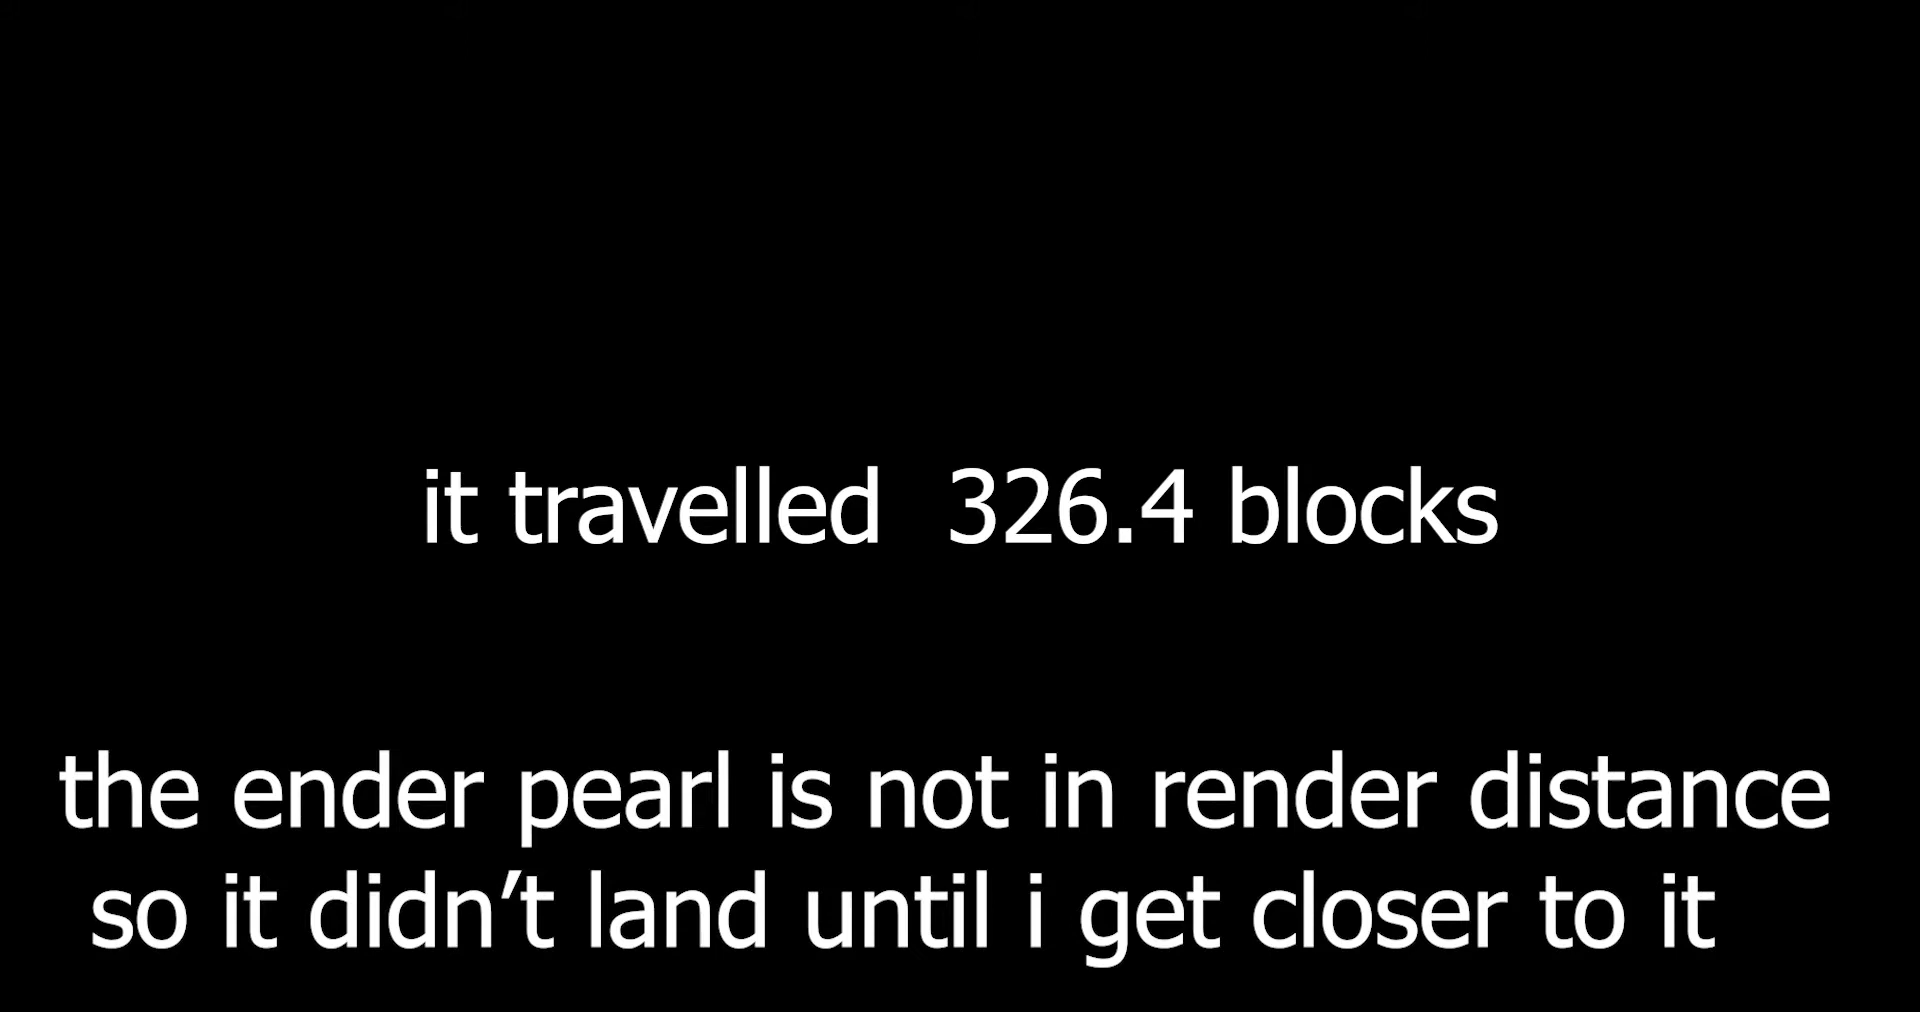 it travelled  326.4 blocks
the ender pearl is not in render distance
so it didn’t land until i get closer to it